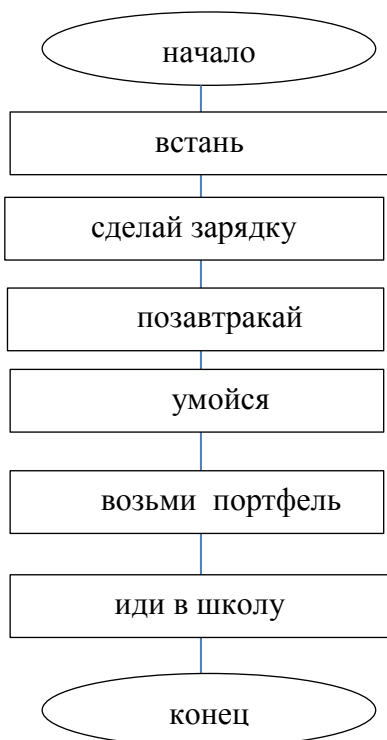 начало
встань
сделай зарядку
позавтракай
умойся
возьми портфель
иди в школу
конец